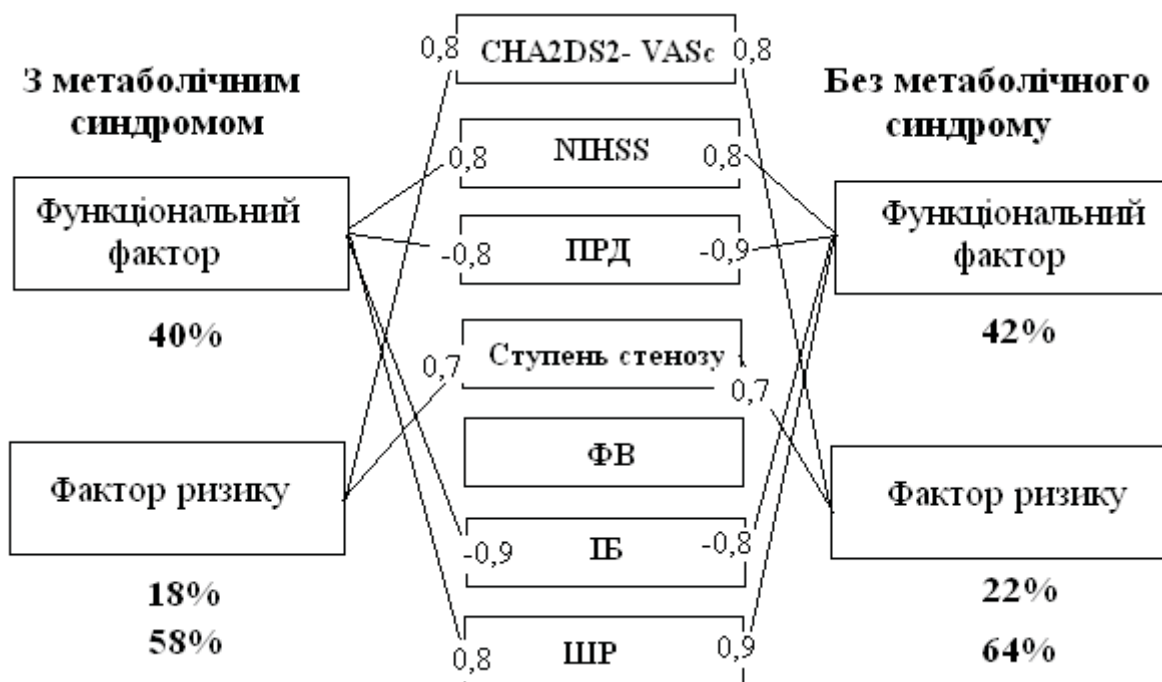 0,8 CHA2DS2- VASc 0,8
З метаболічним
синдромом
Без метаболічного
синдрому
0,8 NIHSS 0,8
Функціональний
фактор
Функціональний
фактор
-0,8 ПРД -0,9
40%
42%
Ступень стенозу
0,7
0,7
ФВ
Фактор ризику
Фактор ризику
-0,9 ІБ -0,8
18%
22%
58%
64%
0,8 ШР 0,9